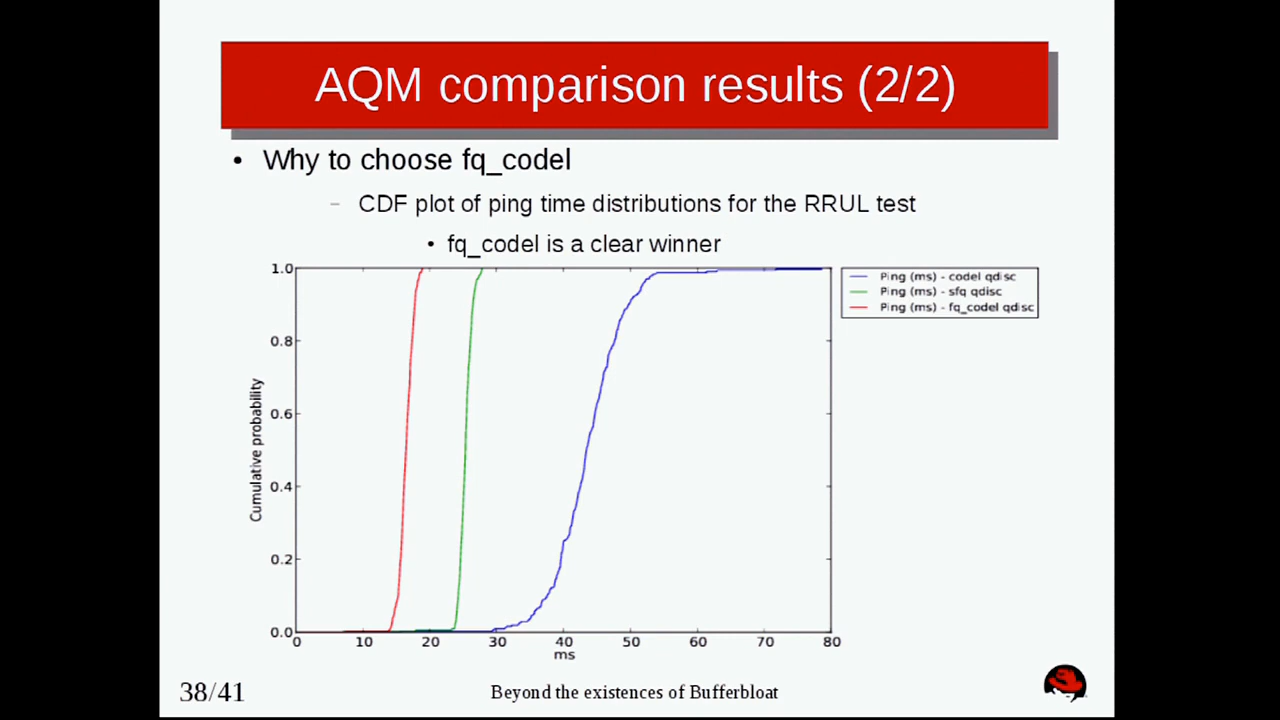 AQM comparison results (2/2)
• Why to choose fq_codel
– CDF plot of ping time distributions for the RRUL test
• fq_codel is a clear winner
1.0
0.8
0.6
0.4
0.2
0.0
Cumulative probability
0 10 20 30 40 50 60 70 80
ms
Ping (ms) - codel qdisc
Ping (ms) - sfq qdisc
Ping (ms) - fq_codel qdisc
38/41
Beyond the existences of Bufferbloat